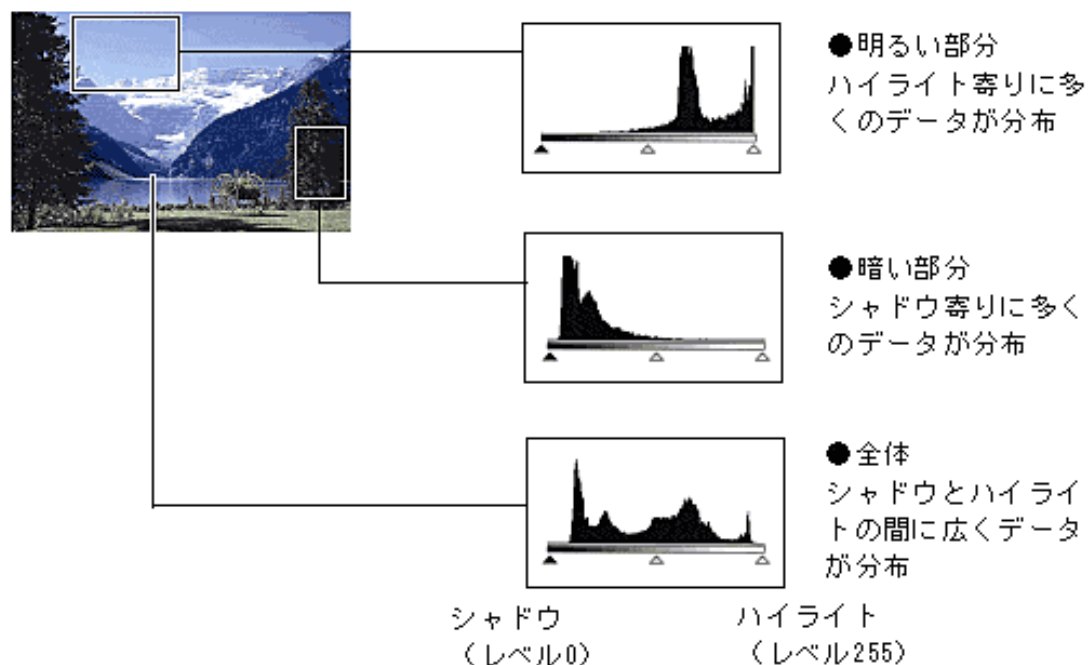 ●明るい部分
ハイライト寄りに多
くのデータが分布
●暗い部分
シャドウ寄りに多く
のデータが分布
●全体
シャドウとハイライ
トの間に広くデータ
が分布
シャドウ
（レベル0）
ハイライト
（レベル255）